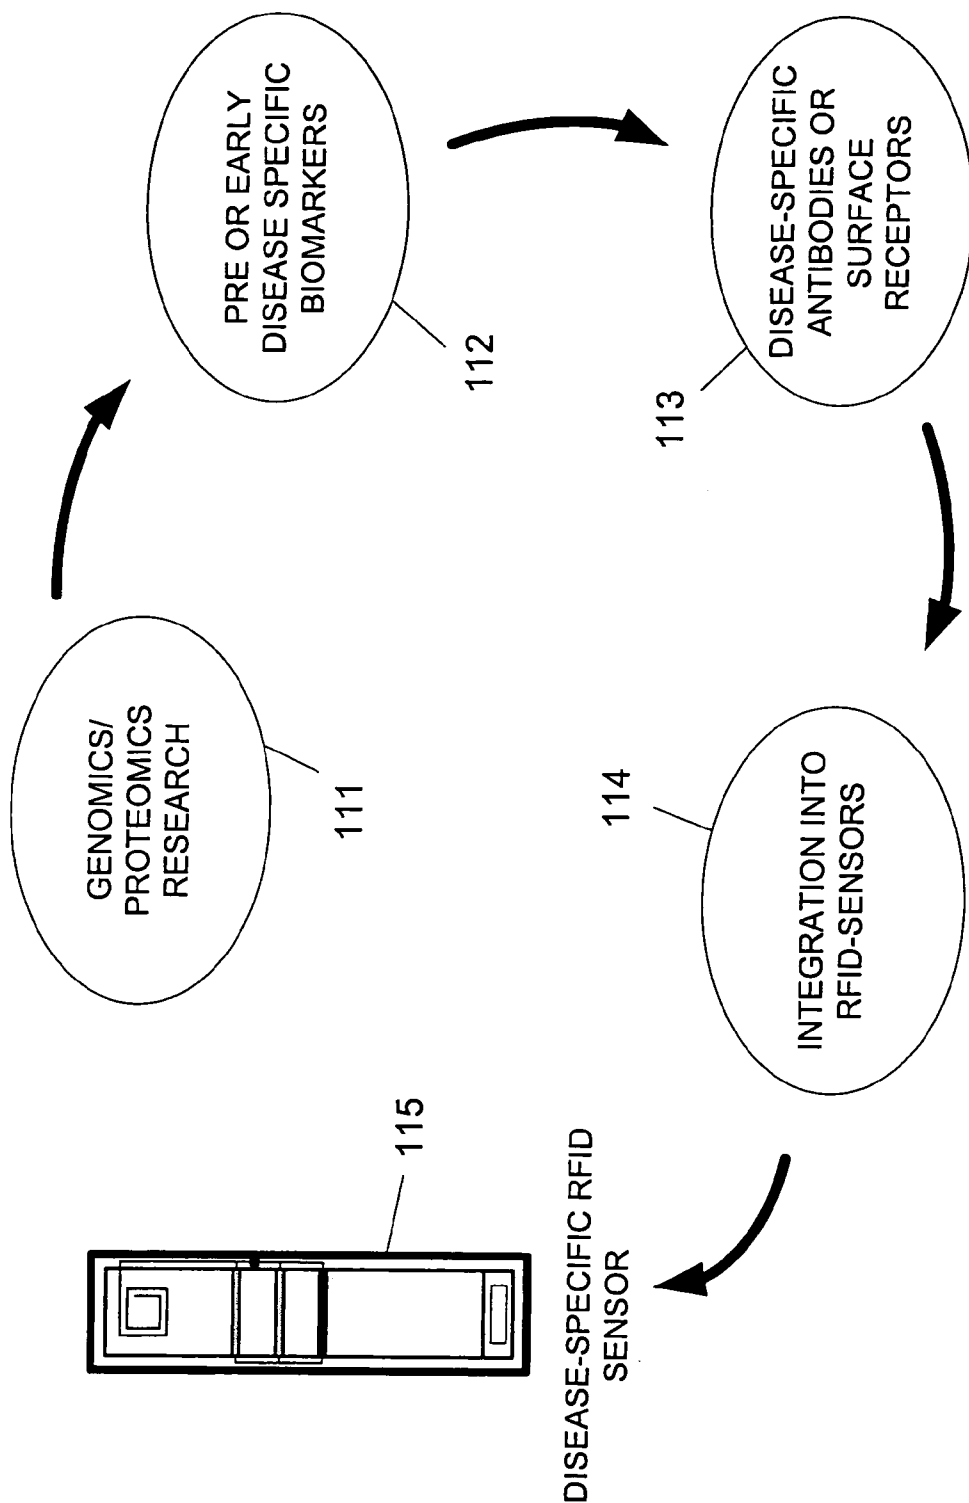 GENOMICS/
PROTEOMICS
RESEARCH
111
PRE OR EARLY
DISEASE SPECIFIC
BIOMARKERS
112
DISEASE-SPECIFIC
ANTIBODIES OR
SURFACE
RECEPTORS
113
INTEGRATION INTO
RFID-SENSORS
114
115
DISEASE-SPECIFIC RFID
SENSOR